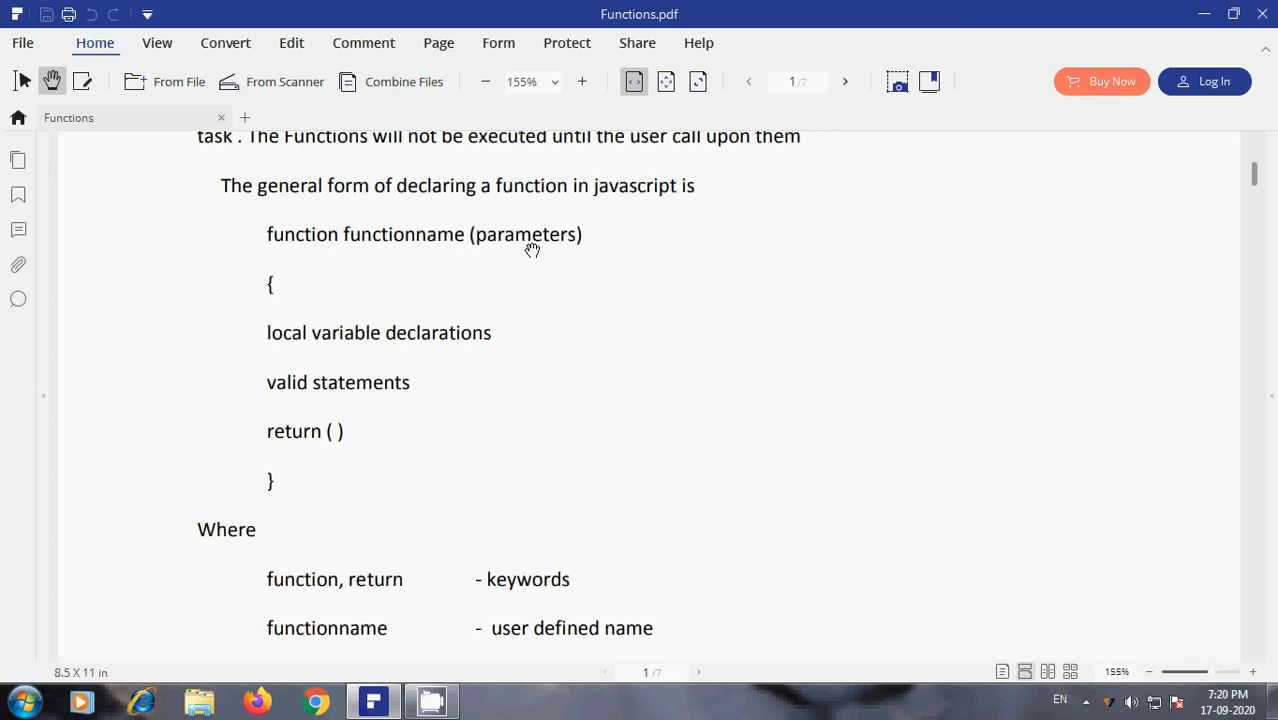 Functions.pdf
File Home View Convert Edit Comment Page Form Protect Share Help
From File From Scanner Combine Files 155% 1/7 Buy Now Log In
Functions
task . The Functions will not be executed until the user call upon them
The general form of declaring a function in javascript is
function functionname (parameters)
{
local variable declarations
valid statements
return ( )
}
Where
function, return - keywords
functionname - user defined name
8.5 X 11 in 1 /7 155%
EN 7:20 PM
17-09-2020